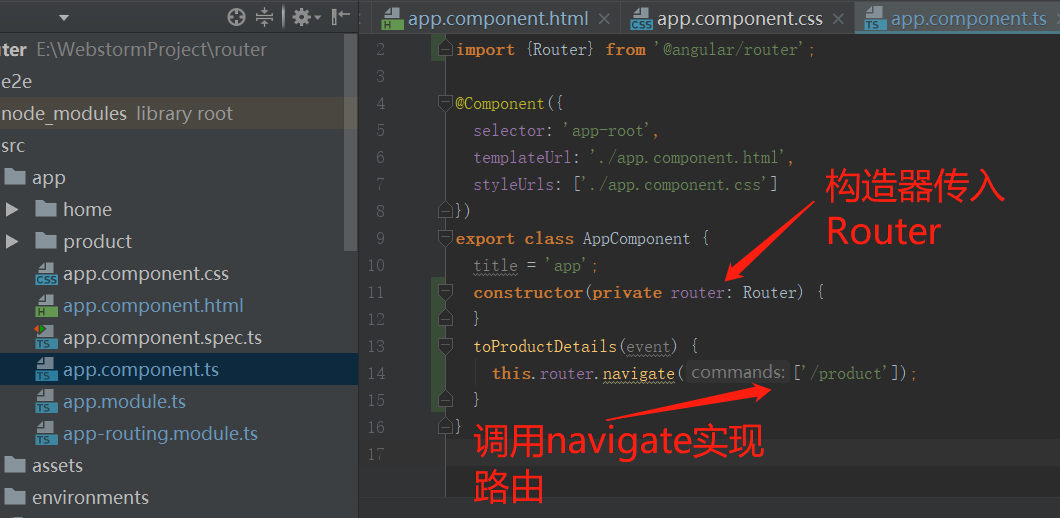 app.component.html
app.component.css
app.component.ts
uter E:\WebstormProject\router
e2e
node_modules library root
src
app
home
product
app.component.css
app.component.html
app.component.spec.ts
app.component.ts
app.module.ts
app-routing.module.ts
assets
environments
2 import {Router} from '@angular/router';
3
4 @Component({
5 selector: 'app-root',
6 templateUrl: './app.component.html',
7 styleUrls: ['./app.component.css']
8 })
9 export class AppComponent {
10 title = 'app';
11 constructor(private router: Router) {
12 }
13 toProductDetails(event) {
14 this.router.navigate( commands: ['/product']);
15 }
16 }
17
构造器传入
Router
调用navigate实现
路由